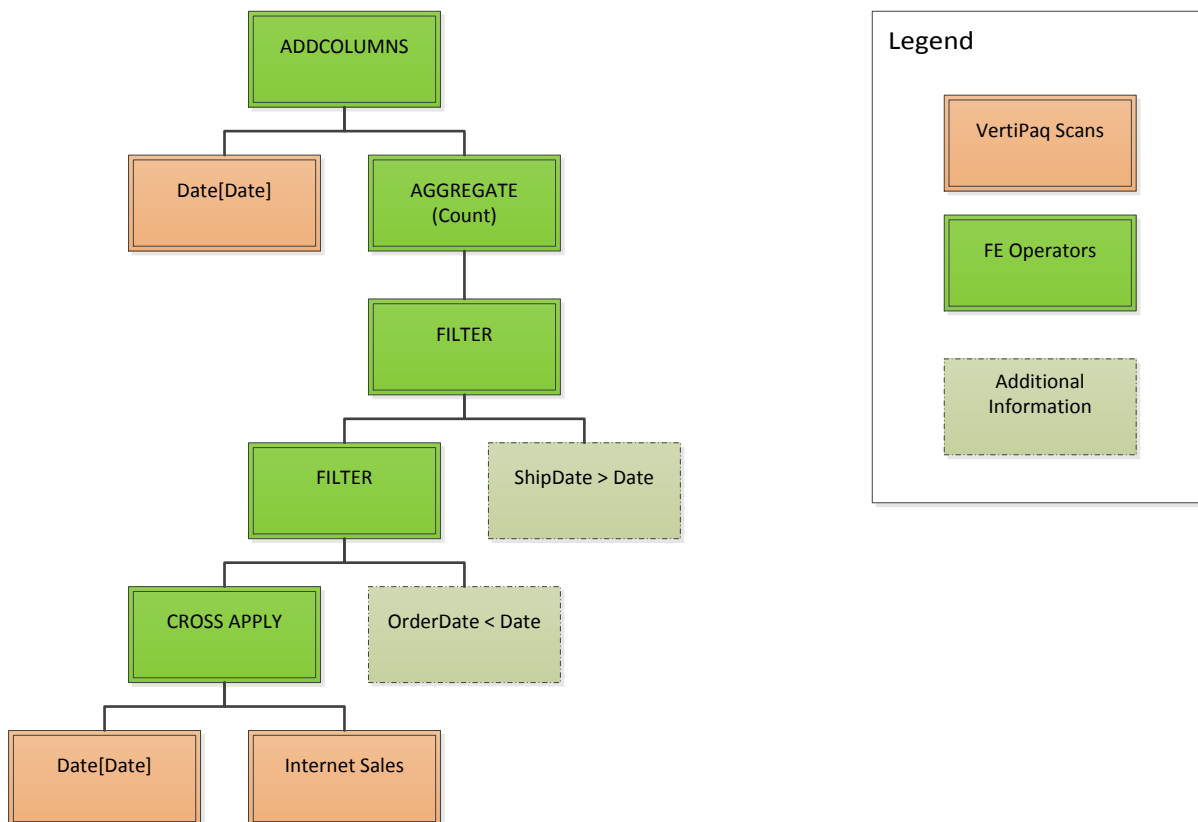 ADDCOLUMNS
Legend
VertiPaq Scans
Date[Date]
AGGREGATE
(Count)
FE Operators
FILTER
Additional
Information
FILTER
ShipDate > Date
CROSS APPLY
OrderDate < Date
Date[Date]
Internet Sales